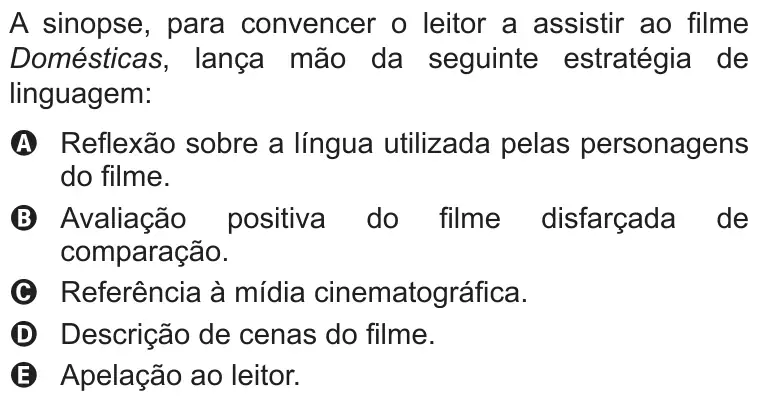 A sinopse, para convencer o leitor a assistir ao filme
Domésticas, lança mão da seguinte estratégia de
linguagem:
A Reflexão sobre a língua utilizada pelas personagens
do filme.
B Avaliação positiva do filme disfarçada de
comparação.
C Referência à mídia cinematográfica.
D Descrição de cenas do filme.
E Apelação ao leitor.